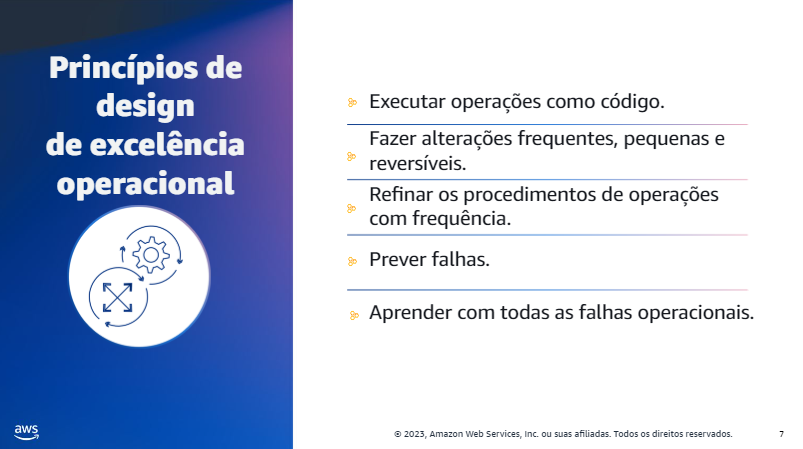 Princípios de
design
de excelência
operacional
Executar operações como código.
Fazer alterações frequentes, pequenas e
reversíveis.
Refinar os procedimentos de operações
com frequência.
Prever falhas.
Aprender com todas as falhas operacionais.
aws
© 2023, Amazon Web Services, Inc. ou suas afiliadas. Todos os direitos reservados.
7